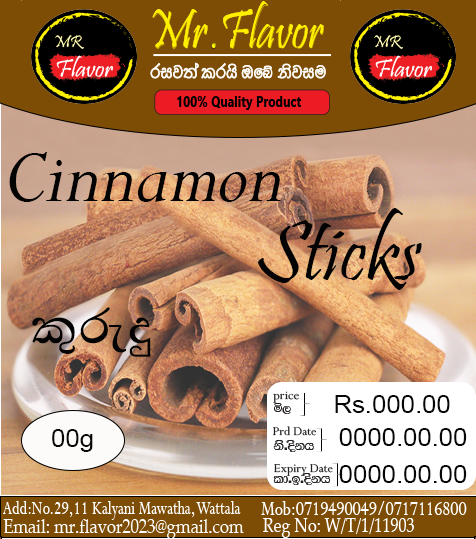 MR
Flavor
Mr. Flavor
රසවත් කරයි ඔබේ නිවසම
100% Quality Product
MR
Flavor
Cinnamon
Sticks
කුරුදු
00g
price
මිල
Rs.000.00
Prd Date
නි.දිනය
0000.00.00
Expiry Date
කා.ඉ.දිනය
0000.00.00
Add:No.29,11 Kalyani Mawatha,Wattala
Mob:0719490049/0717116800
Email: mr.flavor2023@gmail.com
Reg No: W/T/1/11903